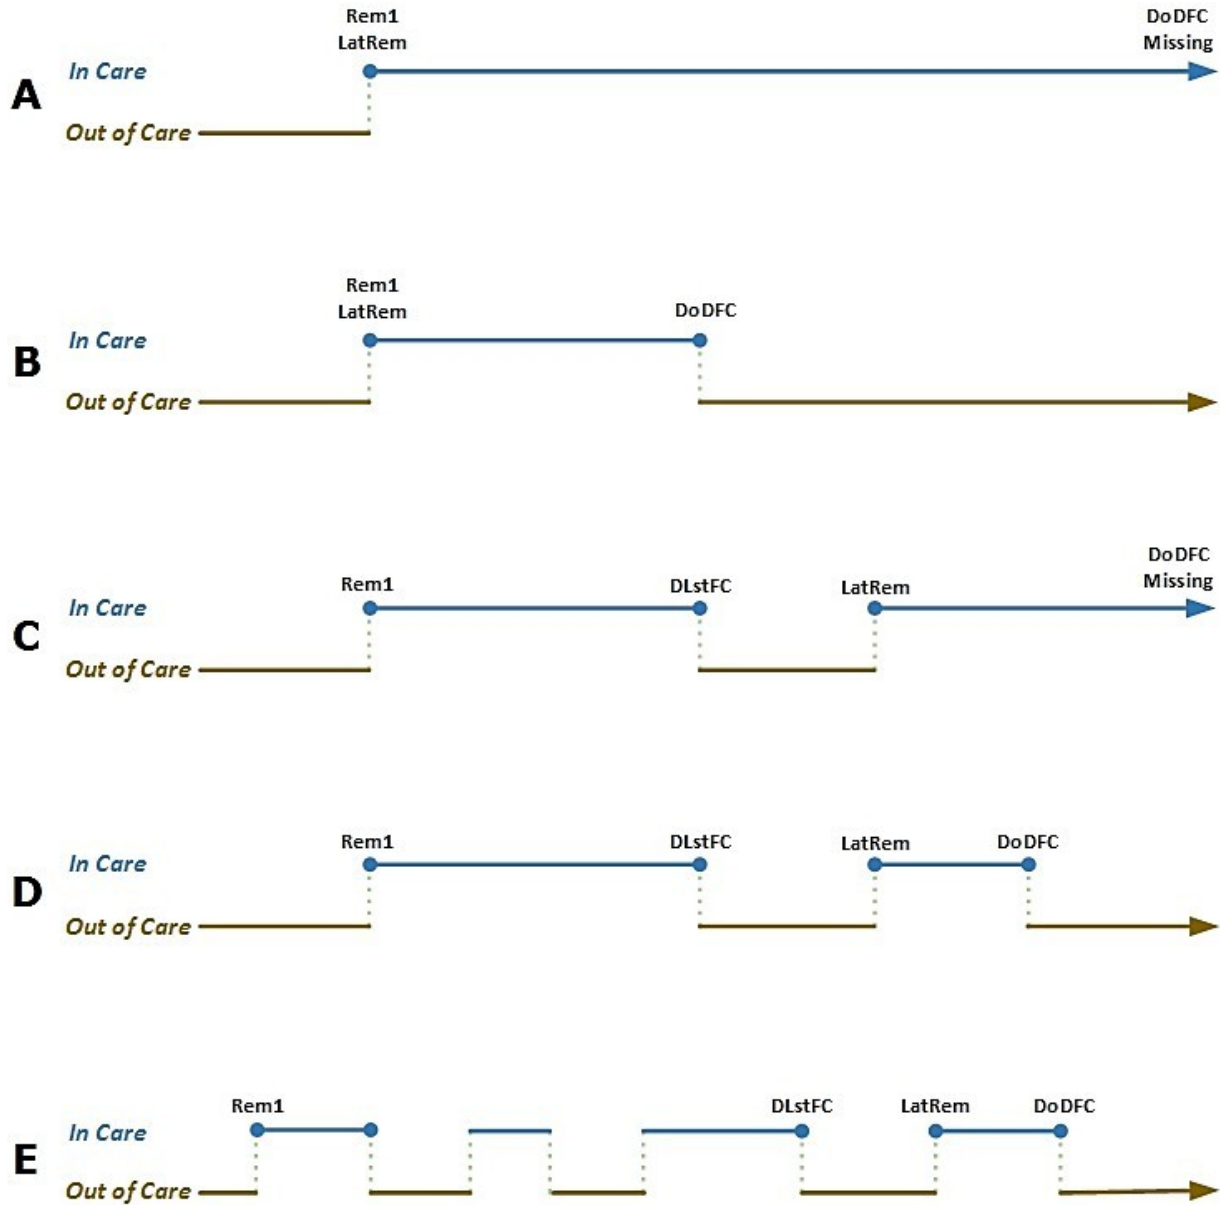 Rem1
LatRem
DoDFC
Missing
In Care
A
Out of Care
Rem1
LatRem
DoDFC
In Care
B
Out of Care
DoDFC
Missing
Rem1
DLstFC
LatRem
In Care
C
Out of Care
Rem1
DLstFC
LatRem
DoDFC
In Care
D
Out of Care
Rem1
DLstFC
LatRem
DoDFC
In Care
E
Out of Care